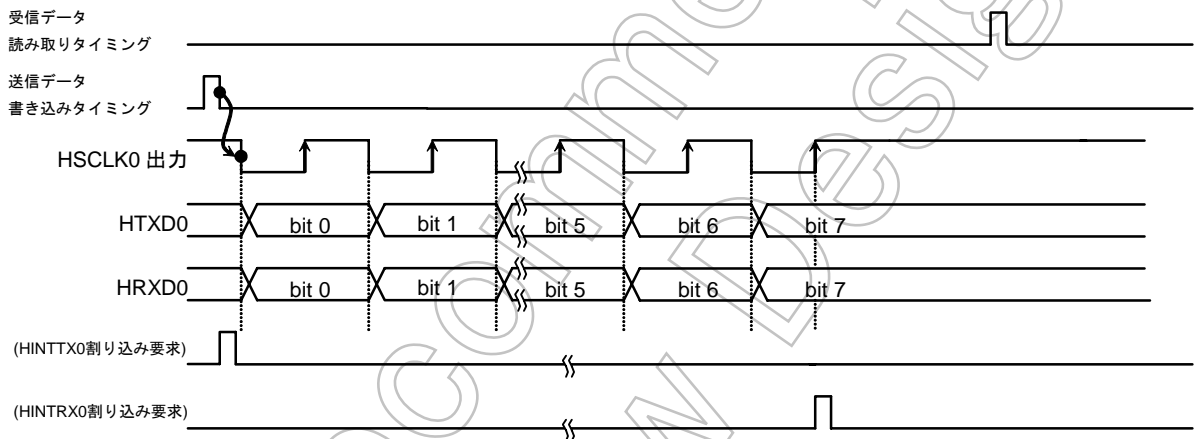 受信データ
読み取りタイミング
送信データ
書き込みタイミング
HSCLK0 出力
HTXD0 bit 0 bit 1 bit 5 bit 6 bit 7
HRXD0 bit 0 bit 1 bit 5 bit 6 bit 7
(HINTTX0割り込み要求)
(HINTRX0割り込み要求)